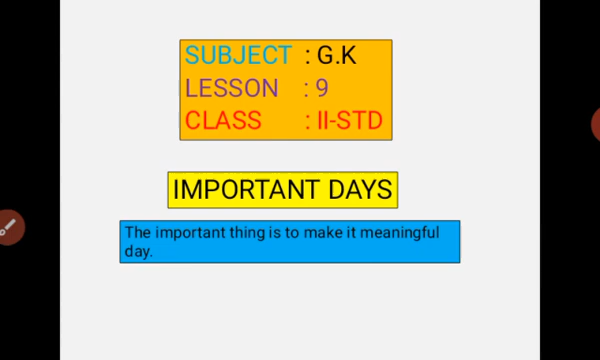 SUBJECT : G.K
LESSON : 9
CLASS : II-STD
IMPORTANT DAYS
The important thing is to make it meaningful
day.